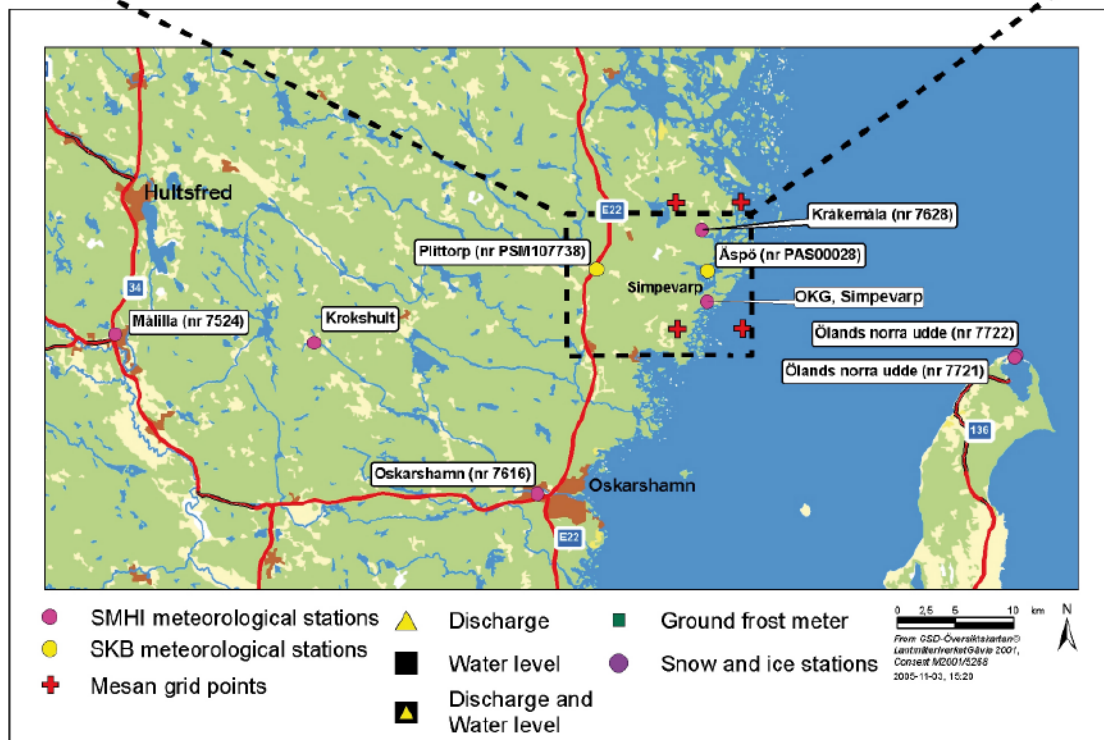 Hultsfred
E22
Kråkemåla (nr 7628)
Plittorp (nr PSM107738)
Äspö (nr PAS00028)
Simpevarp
34
OKG, Simpevarp
Målilla (nr 7524)
Krokshult
Ölands norra udde (nr 7722)
Ölands norra udde (nr 7721)
136
Oskarshamn (nr 7616)
Oskarshamn
E22
SMHI meteorological stations
SKB meteorological stations
Mesan grid points
Discharge
Water level
Discharge and
Water level
Ground frost meter
Snow and ice stations
0 2,5 5 10 km
N
From GSD-Översiktskartan©
Lantmäteriverket Gävle 2001,
Consent M2001/5268
2005-11-03, 15:20